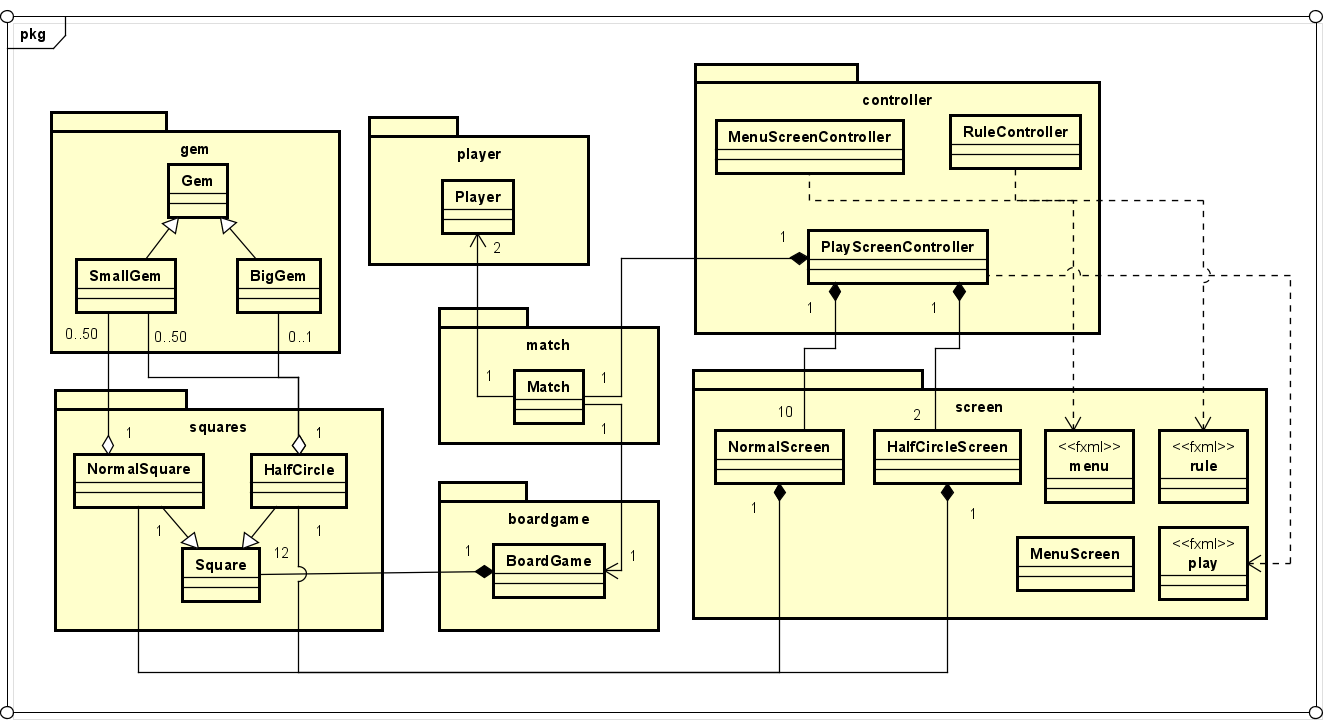 pkg
gem
Gem
SmallGem
BigGem
0..50
0..50
0..1
player
Player
2
controller
MenuScreenController
RuleController
1
PlayScreenController
1
1
match
1
Match
1
1
squares
1
1
NormalSquare
HalfCircle
1
1
Square
12
boardgame
1
BoardGame
1
screen
10
2
NormalScreen
HalfCircleScreen
<<fxml>>
menu
<<fxml>>
rule
1
1
MenuScreen
<<fxml>>
play